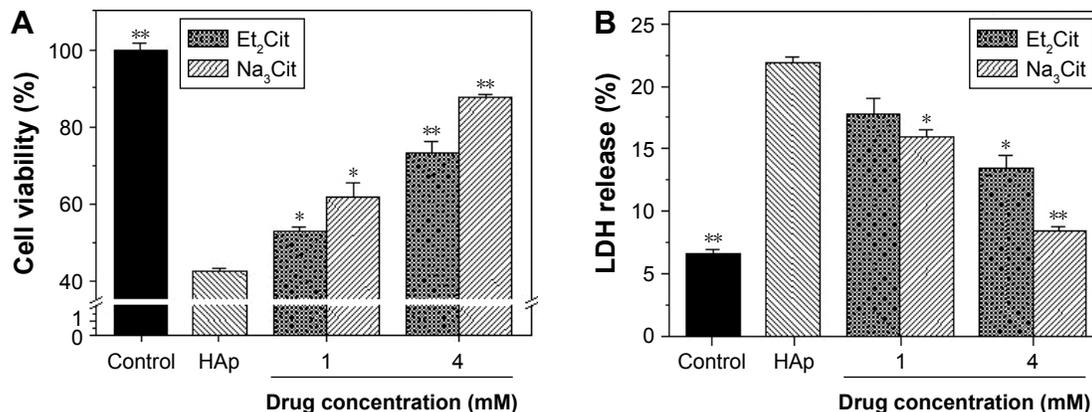 A
Cell viability (%)
100
80
60
40
1
0
Et₂Cit
Na₃Cit
**
*
*
**
**
Control HAp 1 4
Drug concentration (mM)
B
LDH release (%)
25
20
15
10
5
0
Et₂Cit
Na₃Cit
**
*
*
**
Control HAp 1 4
Drug concentration (mM)